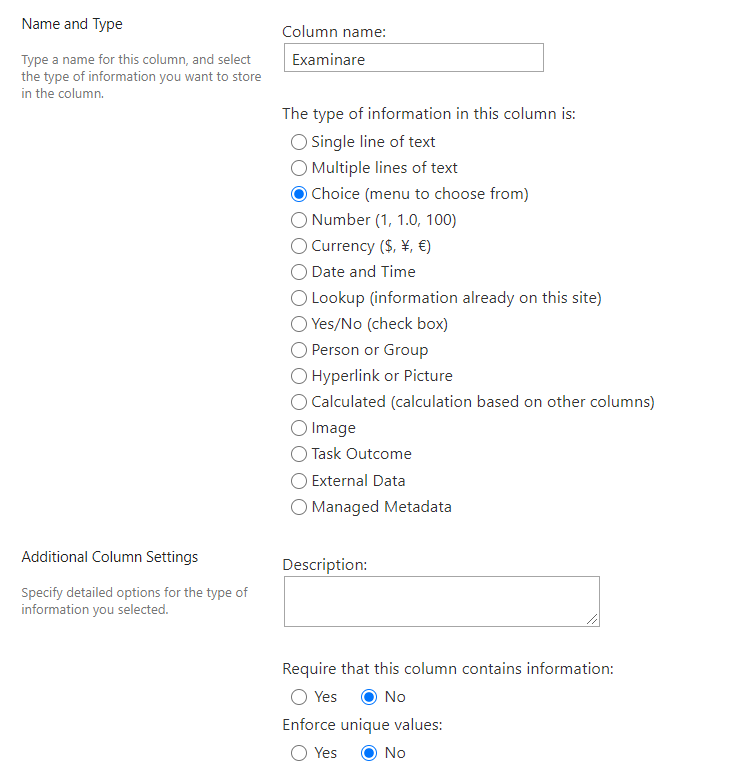 Name and Type
Type a name for this column, and select
the type of information you want to store
in the column.
Column name:
Examinare
The type of information in this column is:
Single line of text
Multiple lines of text
Choice (menu to choose from)
Number (1, 1.0, 100)
Currency ($, ¥, €)
Date and Time
Lookup (information already on this site)
Yes/No (check box)
Person or Group
Hyperlink or Picture
Calculated (calculation based on other columns)
Image
Task Outcome
External Data
Managed Metadata
Additional Column Settings
Specify detailed options for the type of
information you selected.
Description:
Require that this column contains information:
Yes No
Enforce unique values:
Yes No